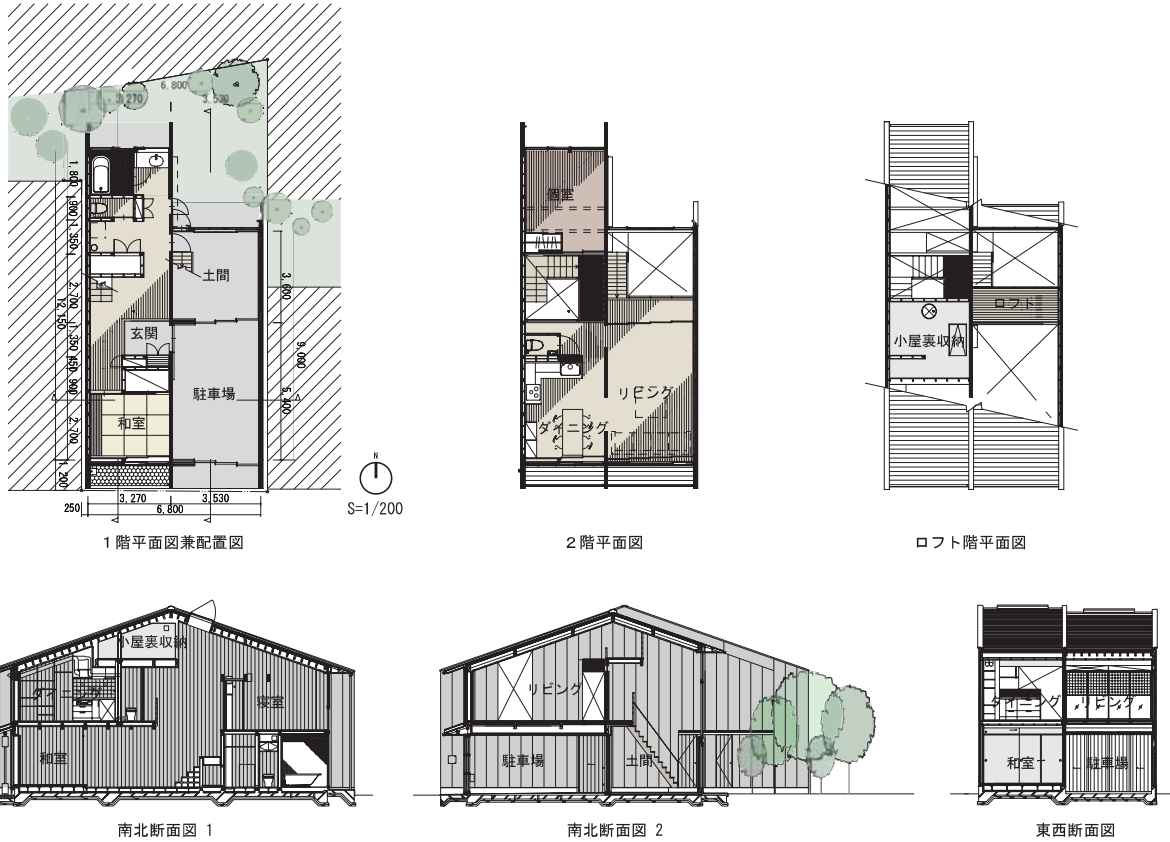 6,800
3,270
3,530
1,800
900
1,350
2,700
12,150
1,350
450
900
2,700
1,200
3,600
9,000
5,400
土間
玄関
駐車場
和室
250
3,270
3,530
6,800
N
S=1/200
1階平面図兼配置図
個室
リビング
ダイニング
2階平面図
ロフト
小屋裏収納
ロフト階平面図
小屋裏収納
ダイニング
寝室
和室
南北断面図 1
リビング
駐車場
土間
南北断面図 2
ダイニング
リビング
和室
駐車場
東西断面図